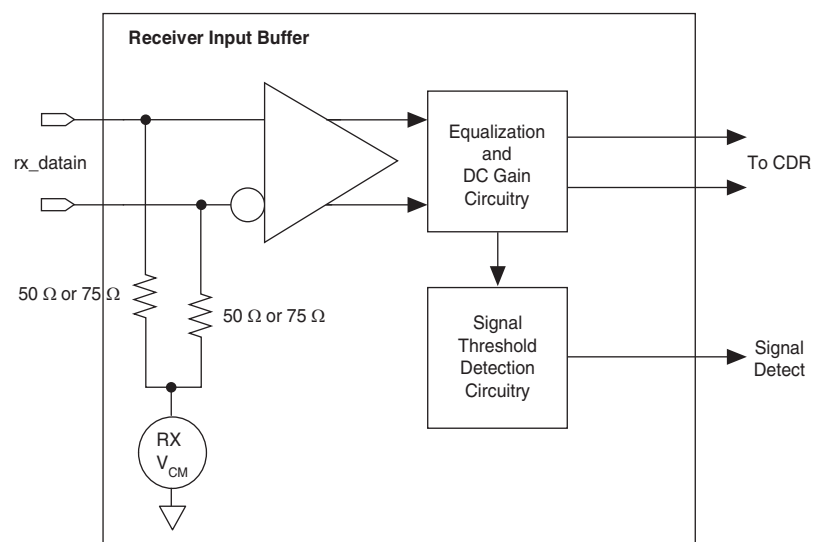 Receiver Input Buffer
rx_datain
Equalization
and
DC Gain
Circuitry
To CDR
50 Ω or 75 Ω
50 Ω or 75 Ω
Signal
Threshold
Detection
Circuitry
Signal
Detect
RX
VCM